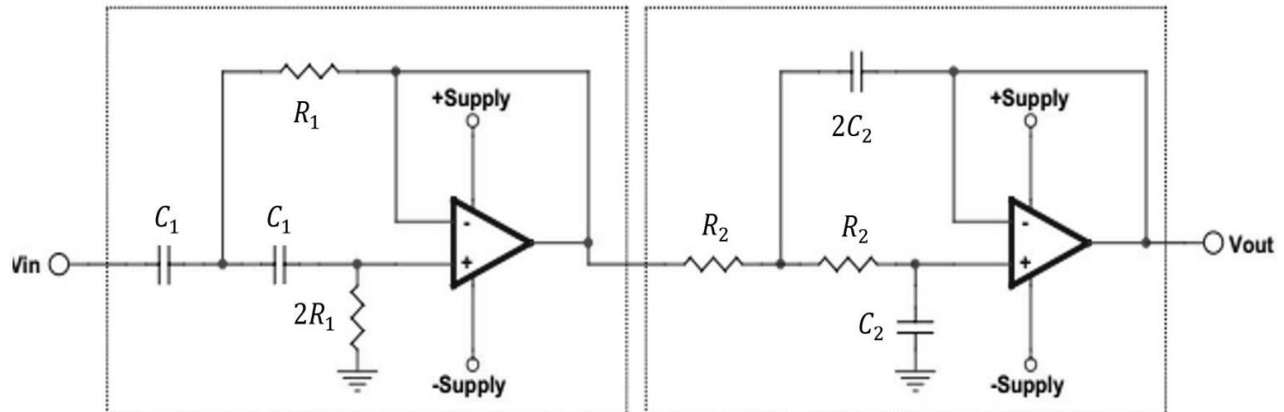 +Supply
+Supply
R₁
2C₂
C₁
C₁
R₂
R₂
-
-
Vin
+
+
Vout
2R₁
C₂
-Supply
-Supply